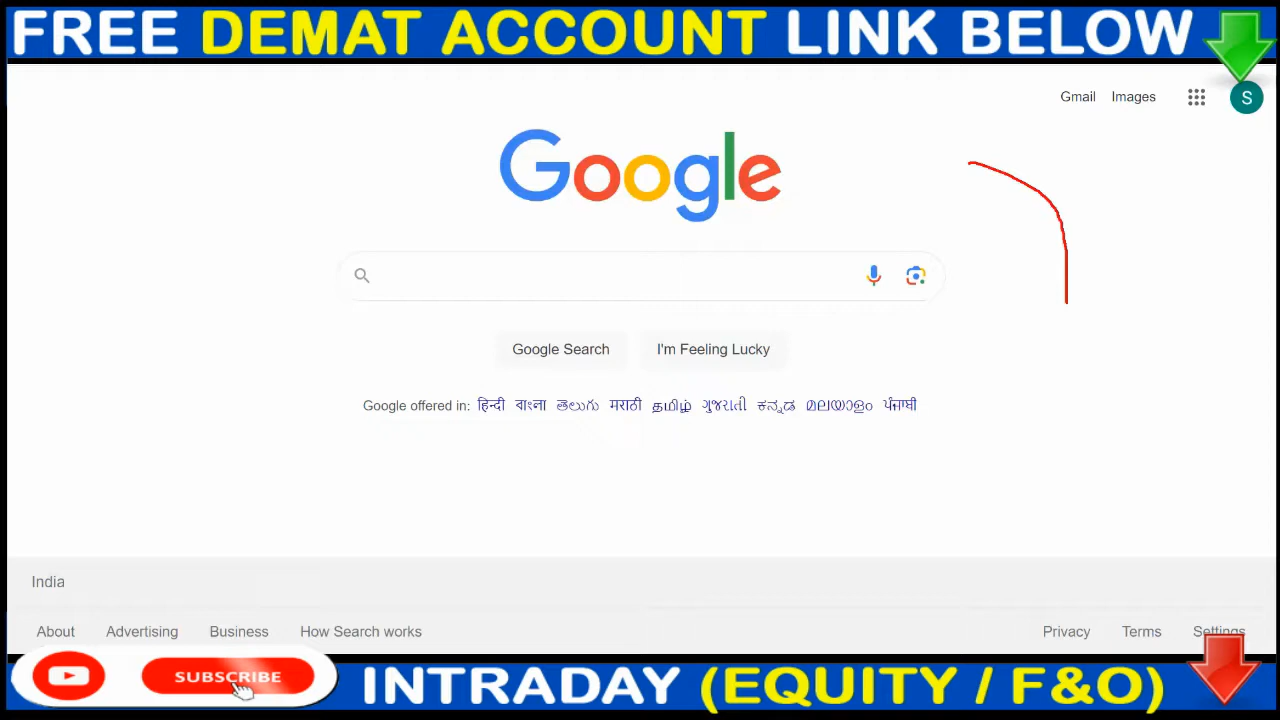 FREE DEMAT ACCOUNT LINK BELOW
Gmail Images S
Google
Google Search I'm Feeling Lucky
Google offered in: हिन्दी বাংলা తెలుగు मराठी தமிழ் ગુજરાતી ಕನ್ನಡ മലയാളം ਪੰਜਾਬੀ
India
About Advertising Business How Search works Privacy Terms Settings
SUBSCRIBE INTRADAY (EQUITY / F&O)